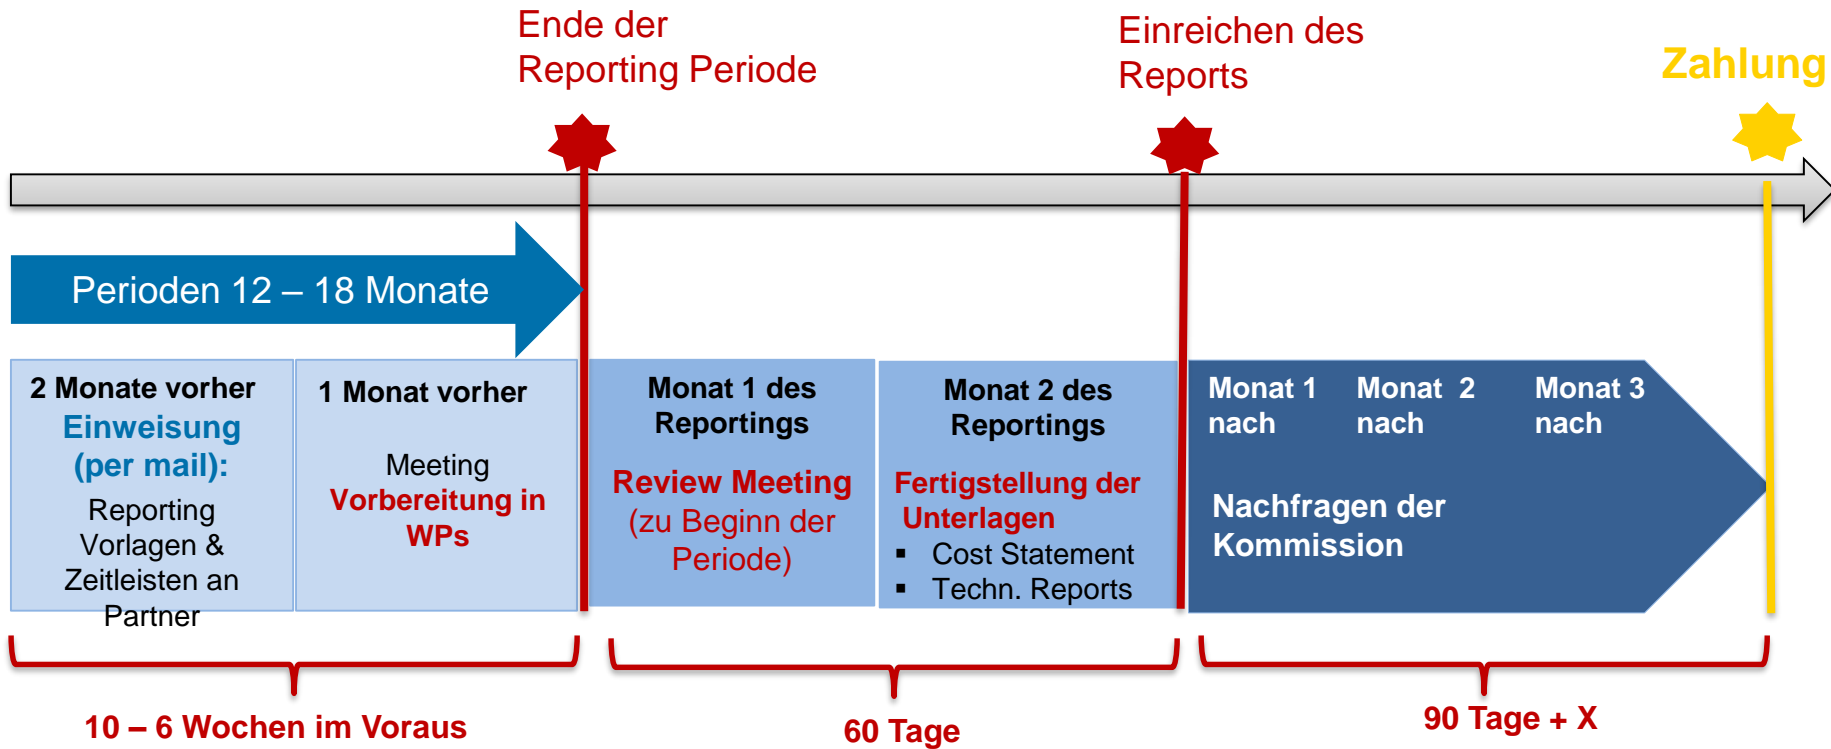 Ende der
Reporting Periode
Einreichen des
Reports
Zahlung
Perioden 12 – 18 Monate
2 Monate vorher
Einweisung
(per mail):
Reporting
Vorlagen &
Zeitleisten an
Partner
1 Monat vorher
Meeting
Vorbereitung in
WPs
Monat 1 des
Reportings
Review Meeting
(zu Beginn der
Periode)
Monat 2 des
Reportings
Fertigstellung der
Unterlagen
▪ Cost Statement
▪ Techn. Reports
Monat 1
nach
Monat 2
nach
Monat 3
nach
Nachfragen der
Kommission
10 – 6 Wochen im Voraus
60 Tage
90 Tage + X